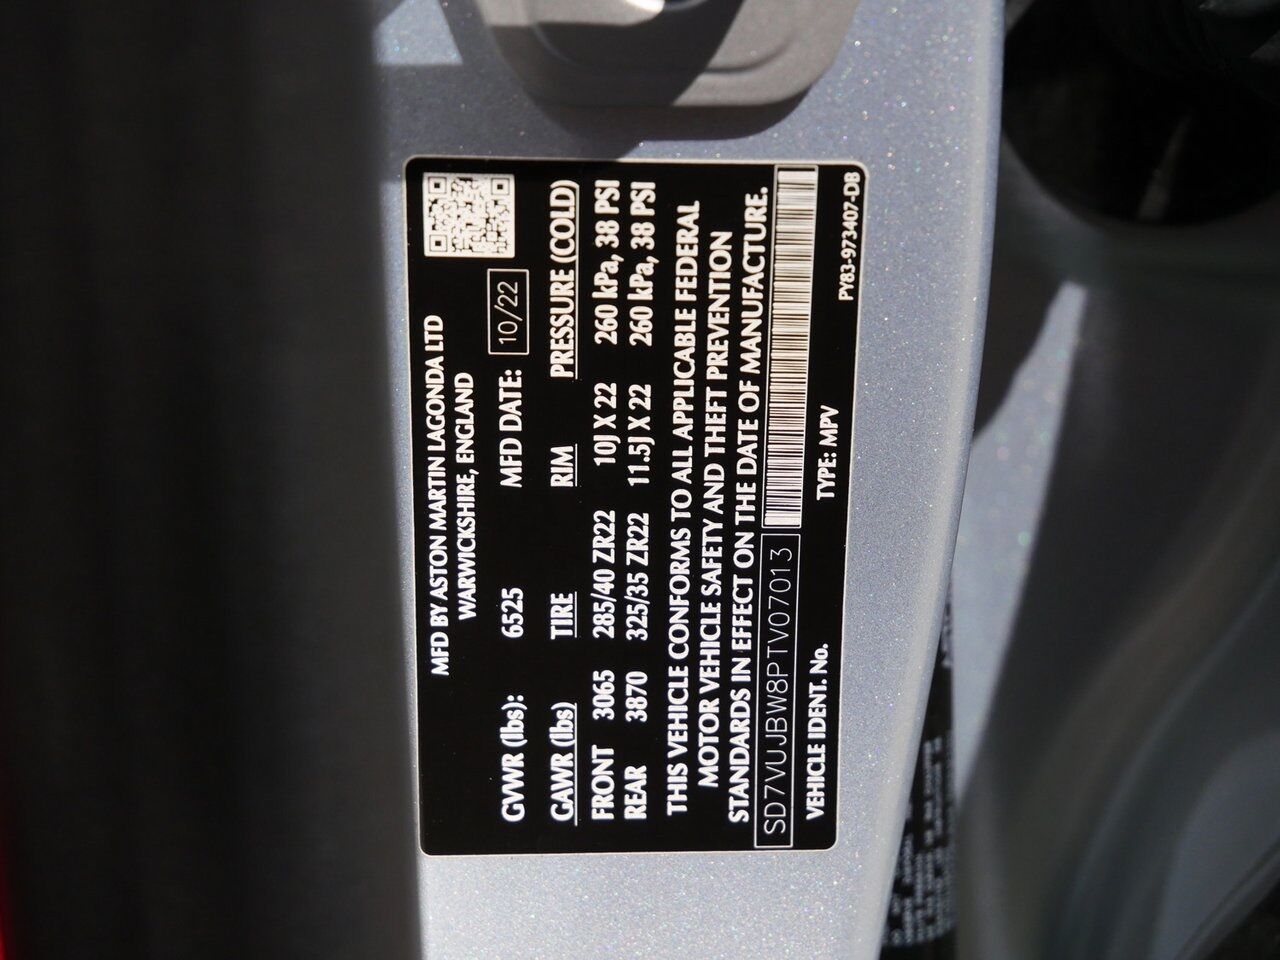 MFD BY ASTON MARTIN LAGONDA LTD
WARWICKSHIRE, ENGLAND
GVWR (lbs): 6525 MFD DATE: 10/22
GAWR (lbs) TIRE RIM PRESSURE (COLD)
FRONT 3065 285/40 ZR22 10J X 22 260 kPa, 38 PSI
REAR 3870 325/35 ZR22 11.5J X 22 260 kPa, 38 PSI
THIS VEHICLE CONFORMS TO ALL APPLICABLE FEDERAL
MOTOR VEHICLE SAFETY AND THEFT PREVENTION
STANDARDS IN EFFECT ON THE DATE OF MANUFACTURE.
SD7VUJBW8PTV07013
VEHICLE IDENT. No. TYPE: MPV PY83-973407-DB